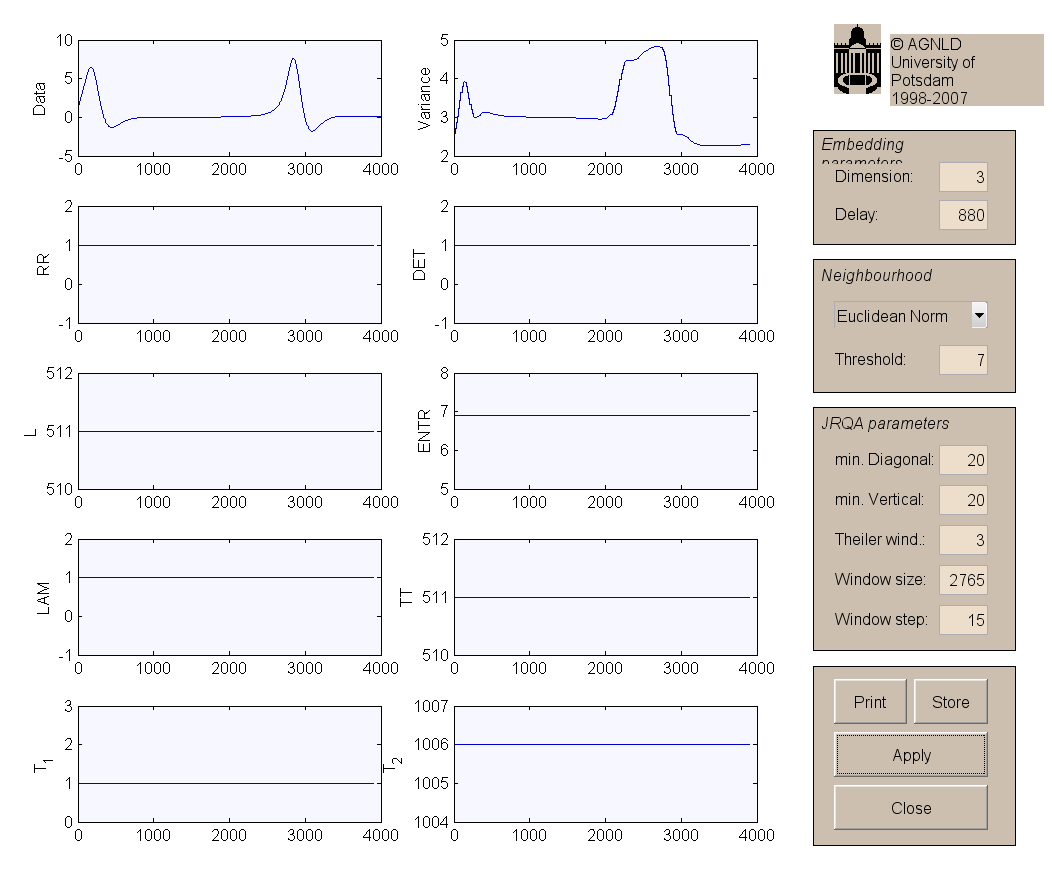 © AGNLD
University of
Potsdam
1998-2007
Data
10
5
0
-5
0 1000 2000 3000 4000
Variance
5
4
3
2
0 1000 2000 3000 4000
RR
2
1
0
-1
0 1000 2000 3000 4000
DET
2
1
0
-1
0 1000 2000 3000 4000
L
512
511
510
0 1000 2000 3000 4000
ENTR
8
7
6
5
0 1000 2000 3000 4000
LAM
2
1
0
-1
0 1000 2000 3000 4000
TT
512
511
510
0 1000 2000 3000 4000
T1
3
2
1
0
0 1000 2000 3000 4000
T2
1007
1006
1005
1004
0 1000 2000 3000 4000
Embedding
parameters
Dimension: 3
Delay: 880
Neighbourhood
Euclidean Norm
Threshold: 7
JRQA parameters
min. Diagonal: 20
min. Vertical: 20
Theiler wind.: 3
Window size: 2765
Window step: 15
Print Store
Apply
Close